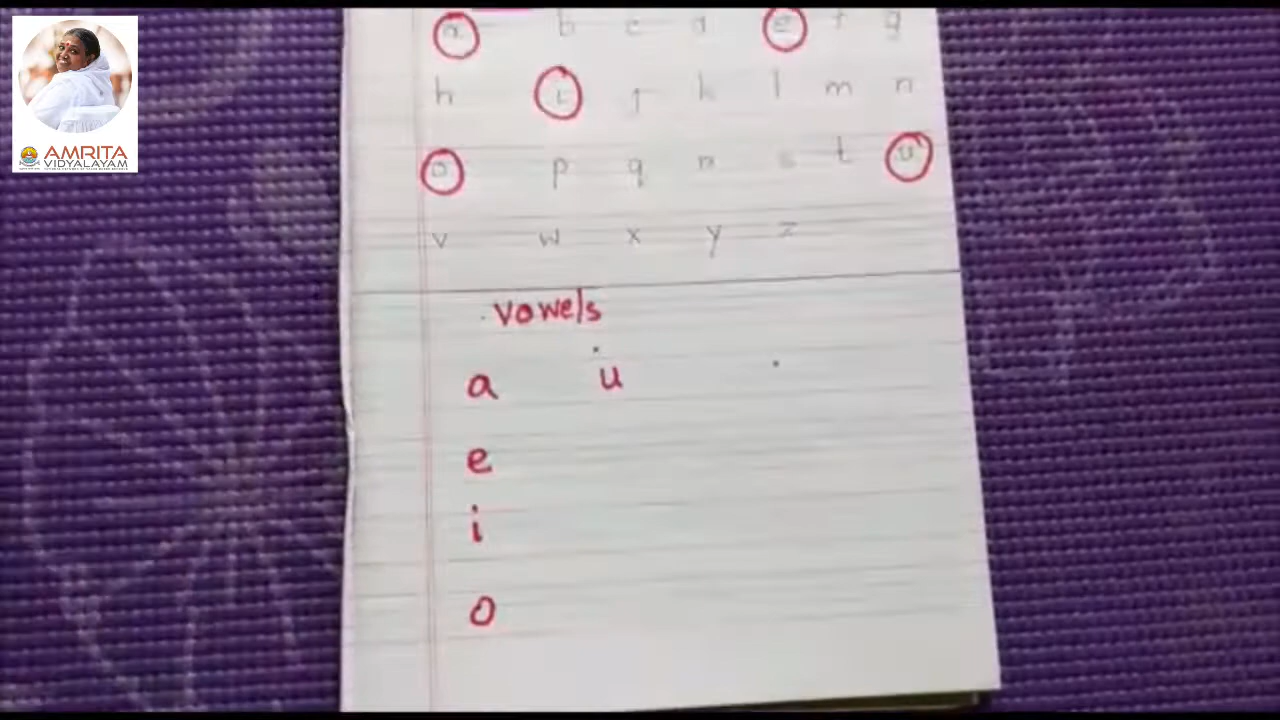 AMRITA
VIDYALAYAM
a b c d e f g
h i j k l m n
o p q r s t u
v w x y z
vowels
a u
e
i
o